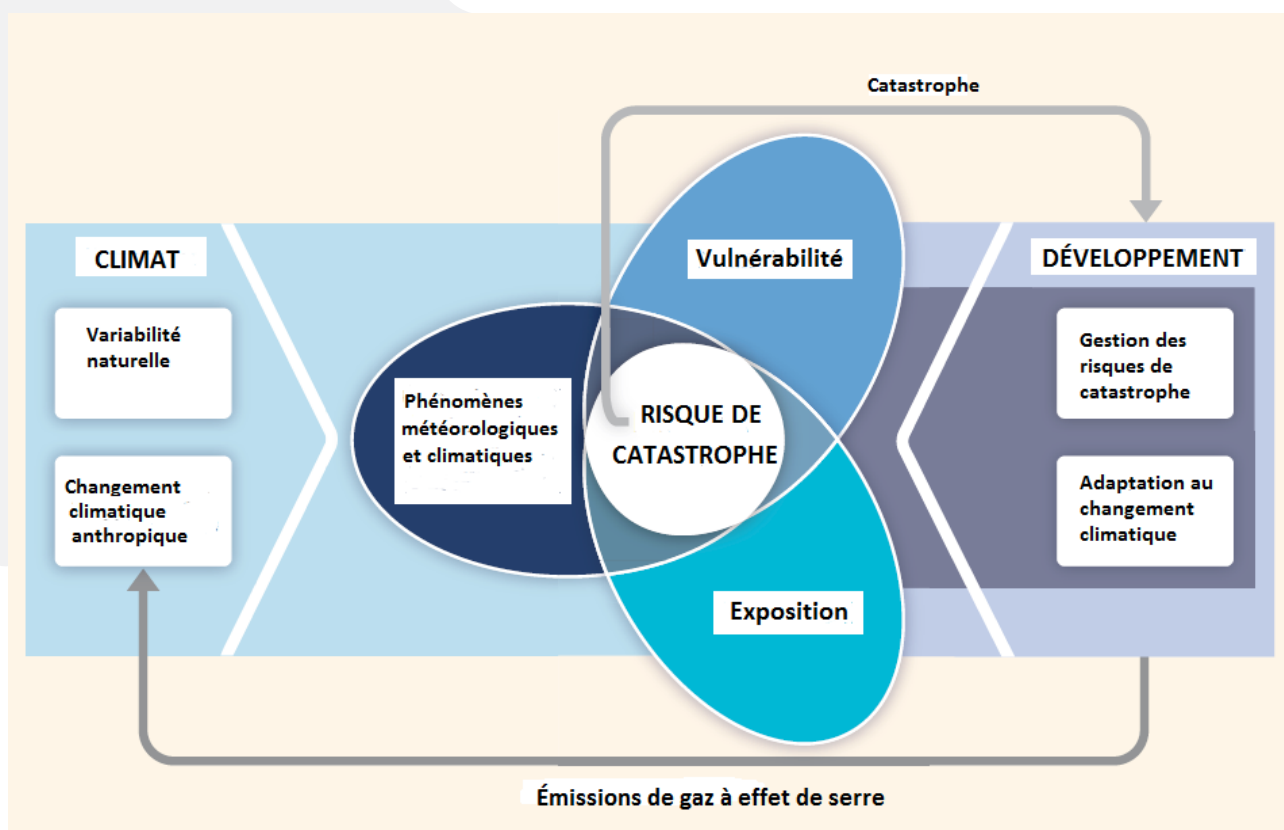 Catastrophe
CLIMAT
Variabilité
naturelle
Changement
climatique
anthropique
Phénomènes
météorologiques
et climatiques
Vulnérabilité
RISQUE DE
CATASTROPHE
Exposition
DÉVELOPPEMENT
Gestion des
risques de
catastrophe
Adaptation au
changement
climatique
Émissions de gaz à effet de serre